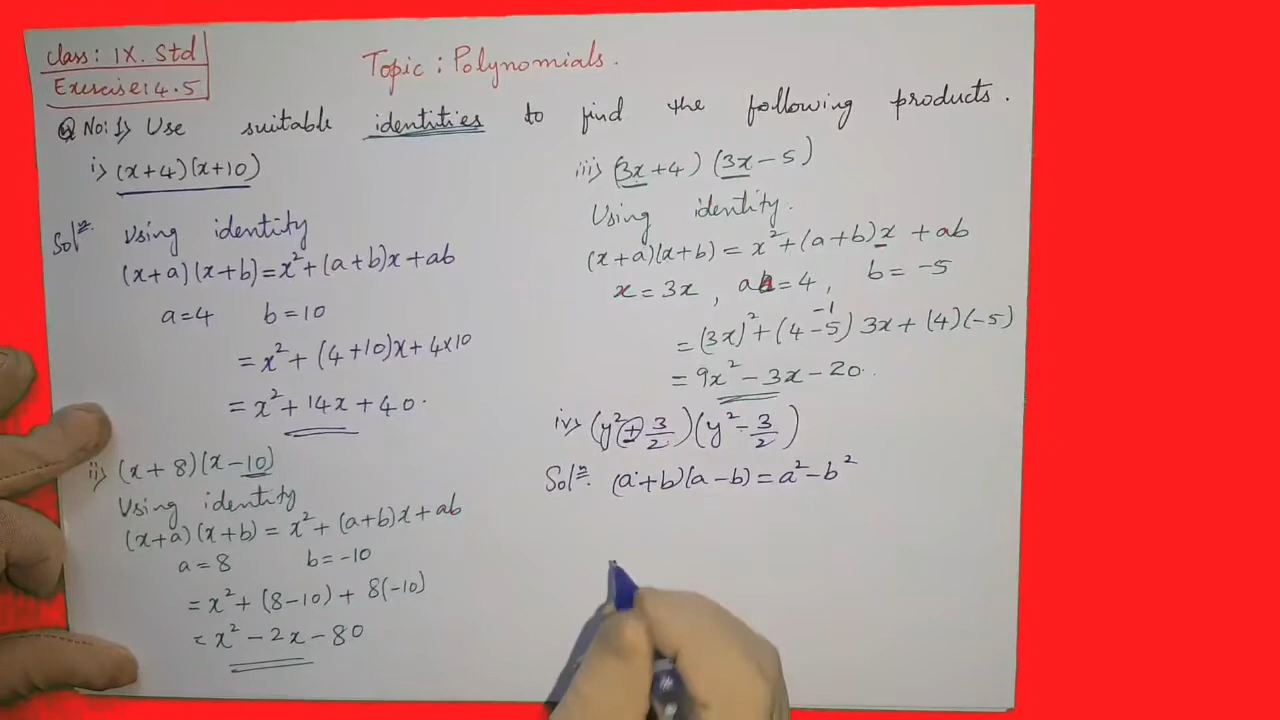 Class: IX. Std
Exercise: 4.5
Topic: Polynomials.
Q No: 1) Use suitable identities to find the following products.
i) (x+4)(x+10)
Solⁿ. Using identity
(x+a)(x+b)=x²+(a+b)x+ab
a=4 b=10
=x²+(4+10)x+4×10
=x²+14x+40.
ii) (x+8)(x-10)
Using identity
(x+a)(x+b)=x²+(a+b)x+ab
a=8 b=-10
=x²+(8-10)+8(-10)
=x²-2x-80
iii) (3x+4)(3x-5)
Using identity.
(x+a)(x+b)=x²+(a+b)x+ab
x=3x, a=4, b=-5
-1
=(3x)²+(4-5)3x+(4)(-5)
=9x²-3x-20.
iv) (y²+3/2)(y²-3/2)
Solⁿ. (a+b)(a-b)=a²-b²